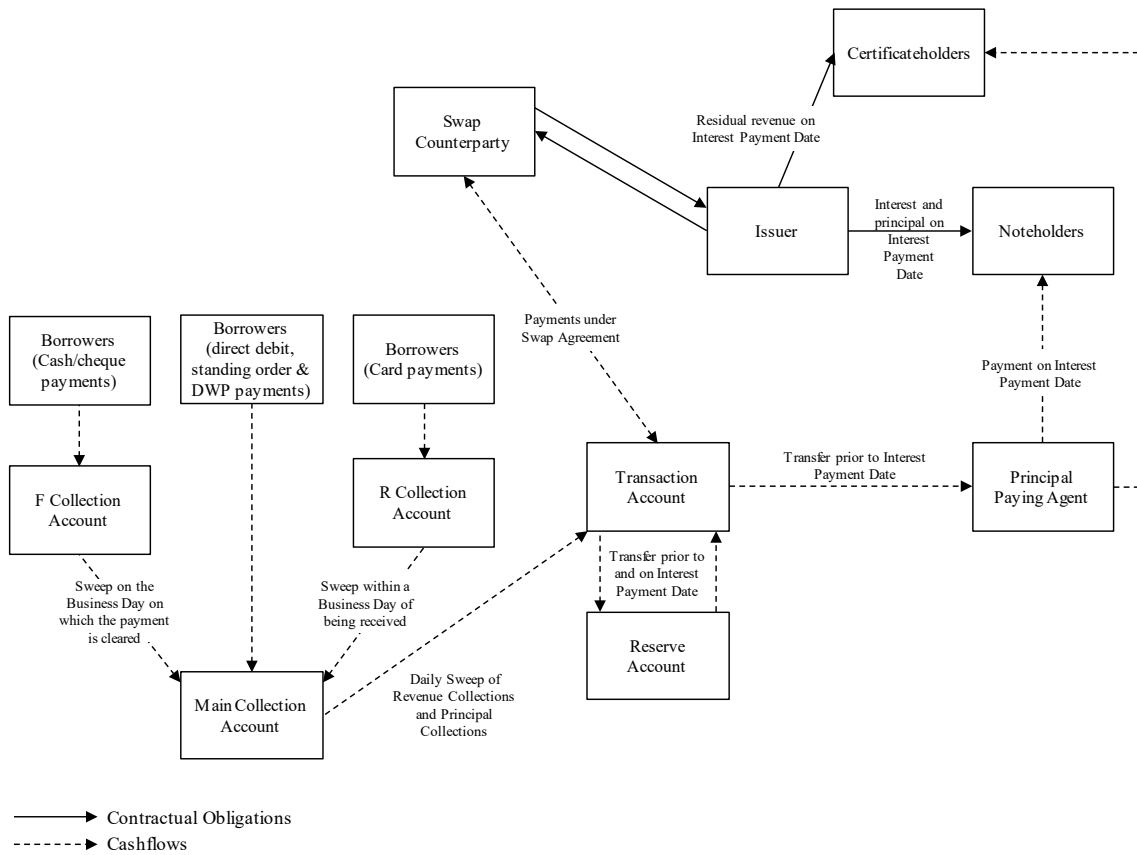 Certificateholders
Swap
Counterparty
Residual revenue on
Interest Payment Date
Issuer
Interest and
principal on
Interest
Payment
Date
Noteholders
Payments under
Swap Agreement
Borrowers
(Cash/cheque
payments)
Borrowers
(direct debit,
standing order &
DWP payments)
Borrowers
(Card payments)
Payment on Interest
Payment Date
F Collection
Account
R Collection
Account
Transaction
Account
Transfer prior to Interest
Payment Date
Principal
Paying Agent
Sweep on the
Business Day on
which the payment
is cleared
Sweep within a
Business Day of
being received
Transfer prior to
and on Interest
Payment Date
Reserve
Account
Main Collection
Account
Daily Sweep of
Revenue Collections
and Principal
Collections
Contractual Obligations
Cashflows